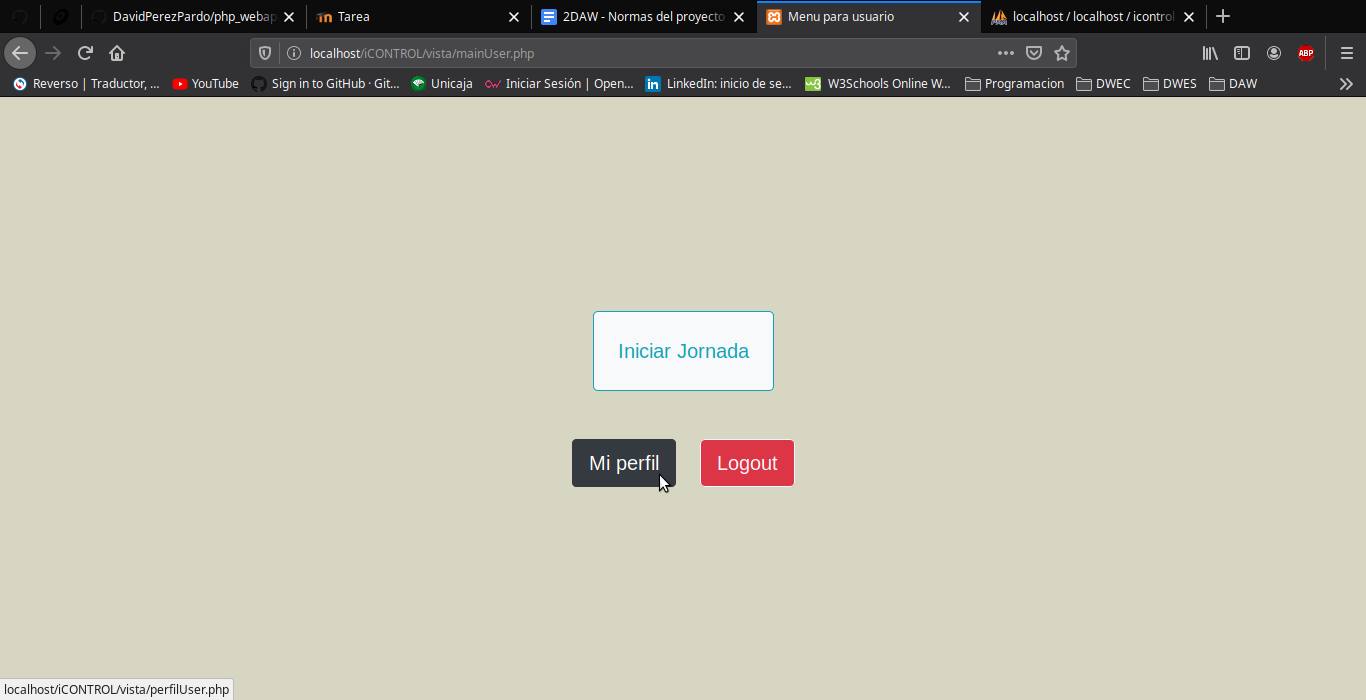 DavidPerezPardo/php_webap
Tarea
2DAW - Normas del proyecto
Menu para usuario
localhost / localhost / icontrol
localhost/iCONTROL/vista/mainUser.php
ABP
Reverso | Traductor, ...
YouTube
Sign in to GitHub · Git...
Unicaja
Iniciar Sesión | Open...
in
LinkedIn: inicio de se...
W3Schools Online W...
Programacion
DWEC
DWES
DAW
Iniciar Jornada
Mi perfil
Logout
localhost/iCONTROL/vista/perfilUser.php